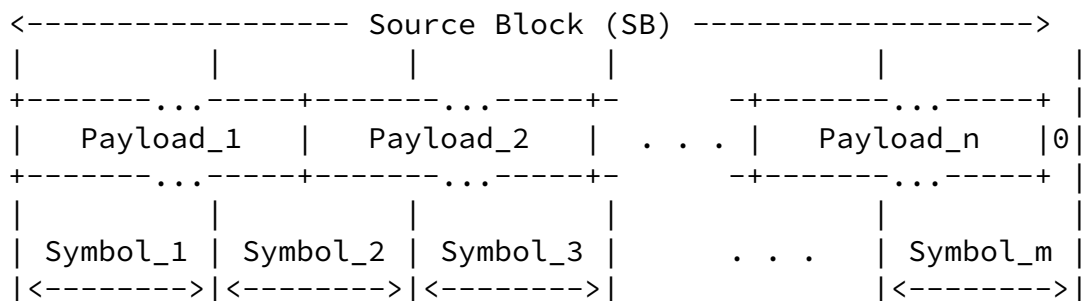 <------------------ Source Block (SB) ------------------>
|          |          |          |              |          |
+-------...-----+-------...-----+-      -+-------...-----+ |
|   Payload_1   |   Payload_2   |  . . . |   Payload_n   |0|
+-------...-----+-------...-----+-      -+-------...-----+ |
|          |          |          |              |          |
| Symbol_1 | Symbol_2 | Symbol_3 |      . . .   | Symbol_m |
|<-------->|<-------->|<-------->|              |<-------->|